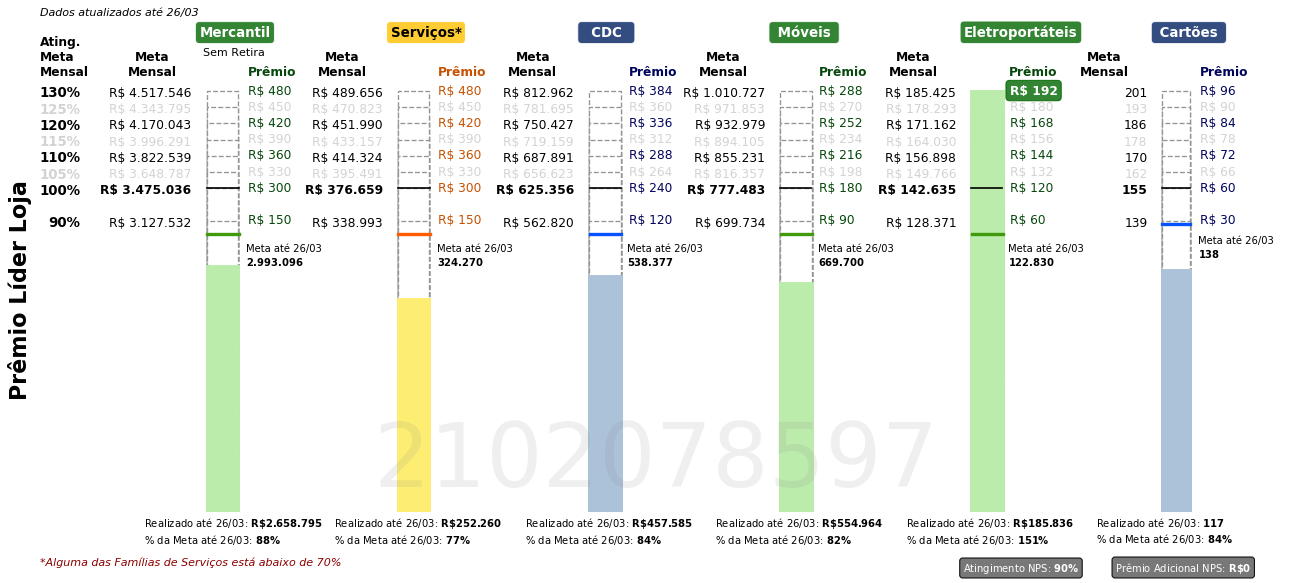 Dados atualizados até 26/03
Mercantil Serviços* CDC Móveis Eletroportáteis Cartões
Sem Retira
Ating. Meta Mensal Meta Mensal Prêmio Meta Mensal Prêmio Meta Mensal Prêmio Meta Mensal Prêmio Meta Mensal Prêmio Meta Mensal Prêmio
130% R$ 4.517.546 R$ 480 R$ 489.656 R$ 480 R$ 812.962 R$ 384 R$ 1.010.727 R$ 288 R$ 185.425 R$ 192 201 R$ 96
125% R$ 4.343.795 R$ 450 R$ 470.823 R$ 450 R$ 781.695 R$ 360 R$ 971.853 R$ 270 R$ 178.293 R$ 180 193 R$ 90
120% R$ 4.170.043 R$ 420 R$ 451.990 R$ 420 R$ 750.427 R$ 336 R$ 932.979 R$ 252 R$ 171.162 R$ 168 186 R$ 84
115% R$ 3.996.291 R$ 390 R$ 433.157 R$ 390 R$ 719.159 R$ 312 R$ 894.105 R$ 234 R$ 164.030 R$ 156 178 R$ 78
110% R$ 3.822.539 R$ 360 R$ 414.324 R$ 360 R$ 687.891 R$ 288 R$ 855.231 R$ 216 R$ 156.898 R$ 144 170 R$ 72
105% R$ 3.648.787 R$ 330 R$ 395.491 R$ 330 R$ 656.623 R$ 264 R$ 816.357 R$ 198 R$ 149.766 R$ 132 162 R$ 66
100% R$ 3.475.036 R$ 300 R$ 376.659 R$ 300 R$ 625.356 R$ 240 R$ 777.483 R$ 180 R$ 142.635 R$ 120 155 R$ 60
90% R$ 3.127.532 R$ 150 R$ 338.993 R$ 150 R$ 562.820 R$ 120 R$ 699.734 R$ 90 R$ 128.371 R$ 60 139 R$ 30
Meta até 26/03 Meta até 26/03 Meta até 26/03 Meta até 26/03 Meta até 26/03 Meta até 26/03
2.993.096 324.270 538.377 669.700 122.830 138
Prêmio Líder Loja
2102078597
Realizado até 26/03: R$2.658.795 Realizado até 26/03: R$252.260 Realizado até 26/03: R$457.585 Realizado até 26/03: R$554.964 Realizado até 26/03: R$185.836 Realizado até 26/03: 117
% da Meta até 26/03: 88% % da Meta até 26/03: 77% % da Meta até 26/03: 84% % da Meta até 26/03: 82% % da Meta até 26/03: 151% % da Meta até 26/03: 84%
*Alguma das Famílias de Serviços está abaixo de 70%
Atingimento NPS: 90% Prêmio Adicional NPS: R$0